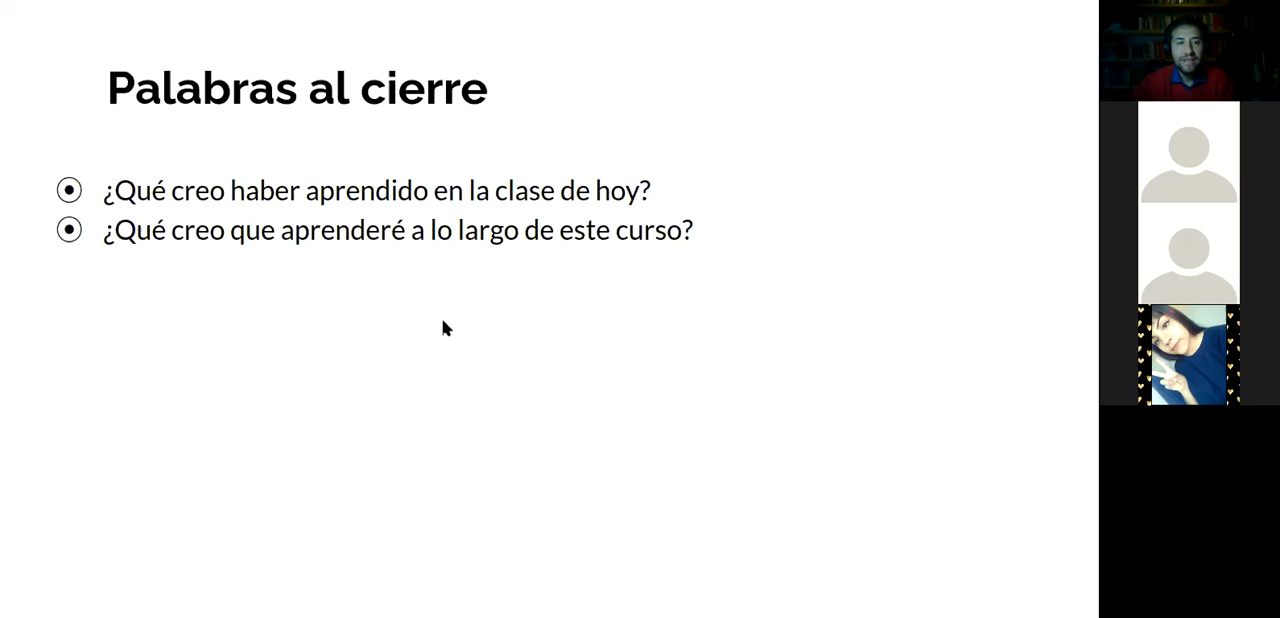 Palabras al cierre
¿Qué creo haber aprendido en la clase de hoy?
¿Qué creo que aprenderé a lo largo de este curso?